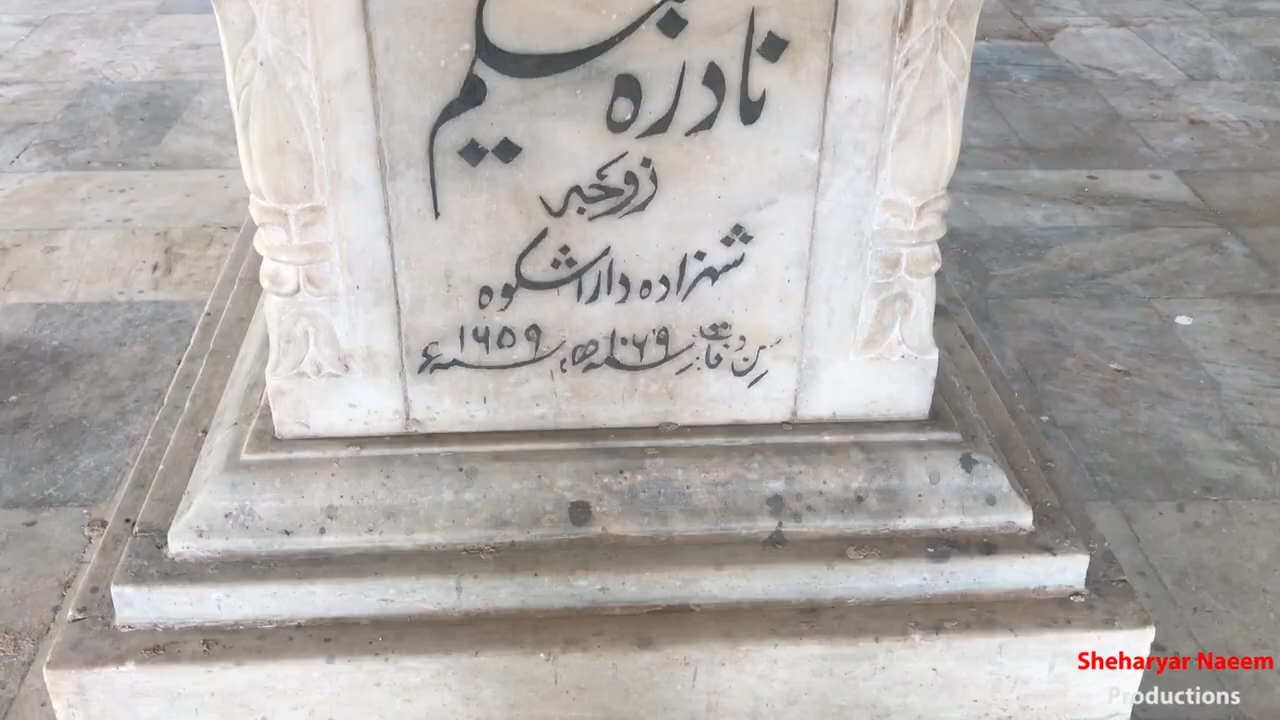 نادره بیگم
زوجہ
شہزادہ داراشکوہ
سن وفات ۱۰۶۹ھ، ۱۶۵۹ء
Sheharyar Naeem
Productions